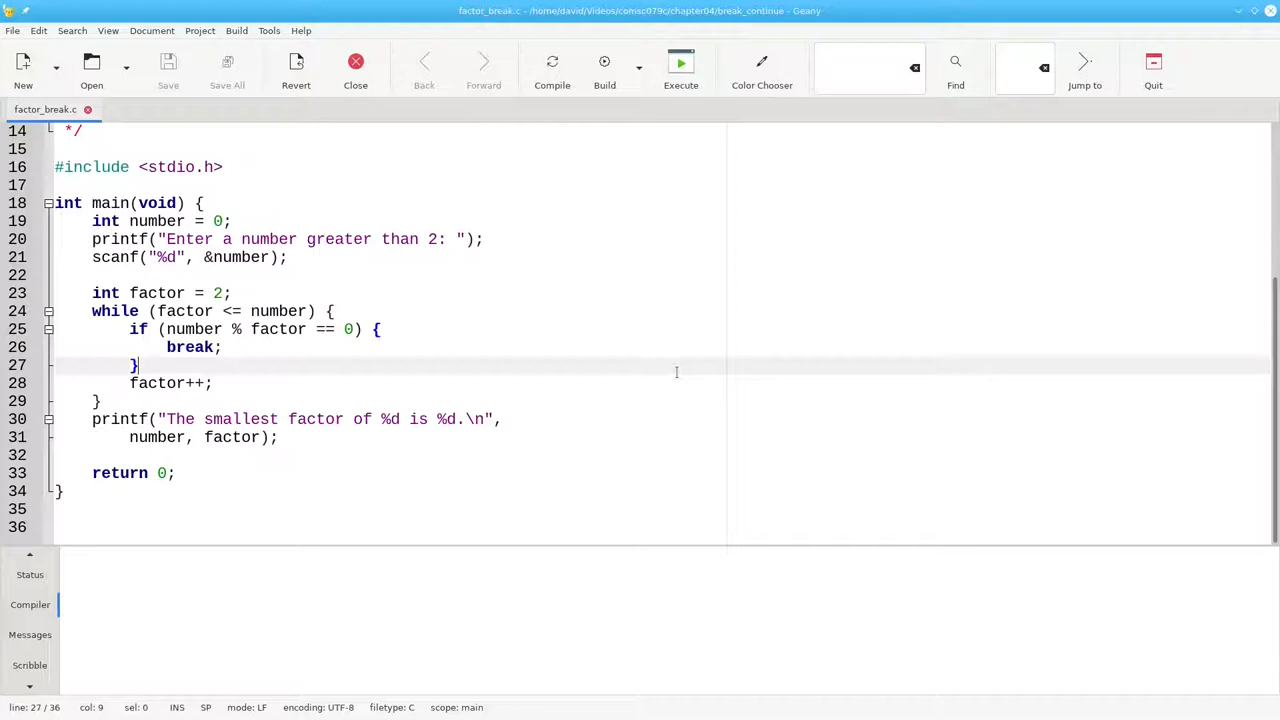 factor_break.c - /home/david/Videos/comsc079c/chapter04/break_continue - Geany
File Edit Search View Document Project Build Tools Help
New Open Save Save All Revert Close Back Forward Compile Build Execute Color Chooser Find Jump to Quit
factor_break.c
14 */
15
16 #include <stdio.h>
17
18 int main(void) {
19     int number = 0;
20     printf("Enter a number greater than 2: ");
21     scanf("%d", &number);
22
23     int factor = 2;
24     while (factor <= number) {
25         if (number % factor == 0) {
26             break;
27         }
28         factor++;
29     }
30     printf("The smallest factor of %d is %d.\n",
31         number, factor);
32
33     return 0;
34 }
35
36
Status
Compiler
Messages
Scribble
line: 27 / 36 col: 9 sel: 0 INS SP mode: LF encoding: UTF-8 filetype: C scope: main